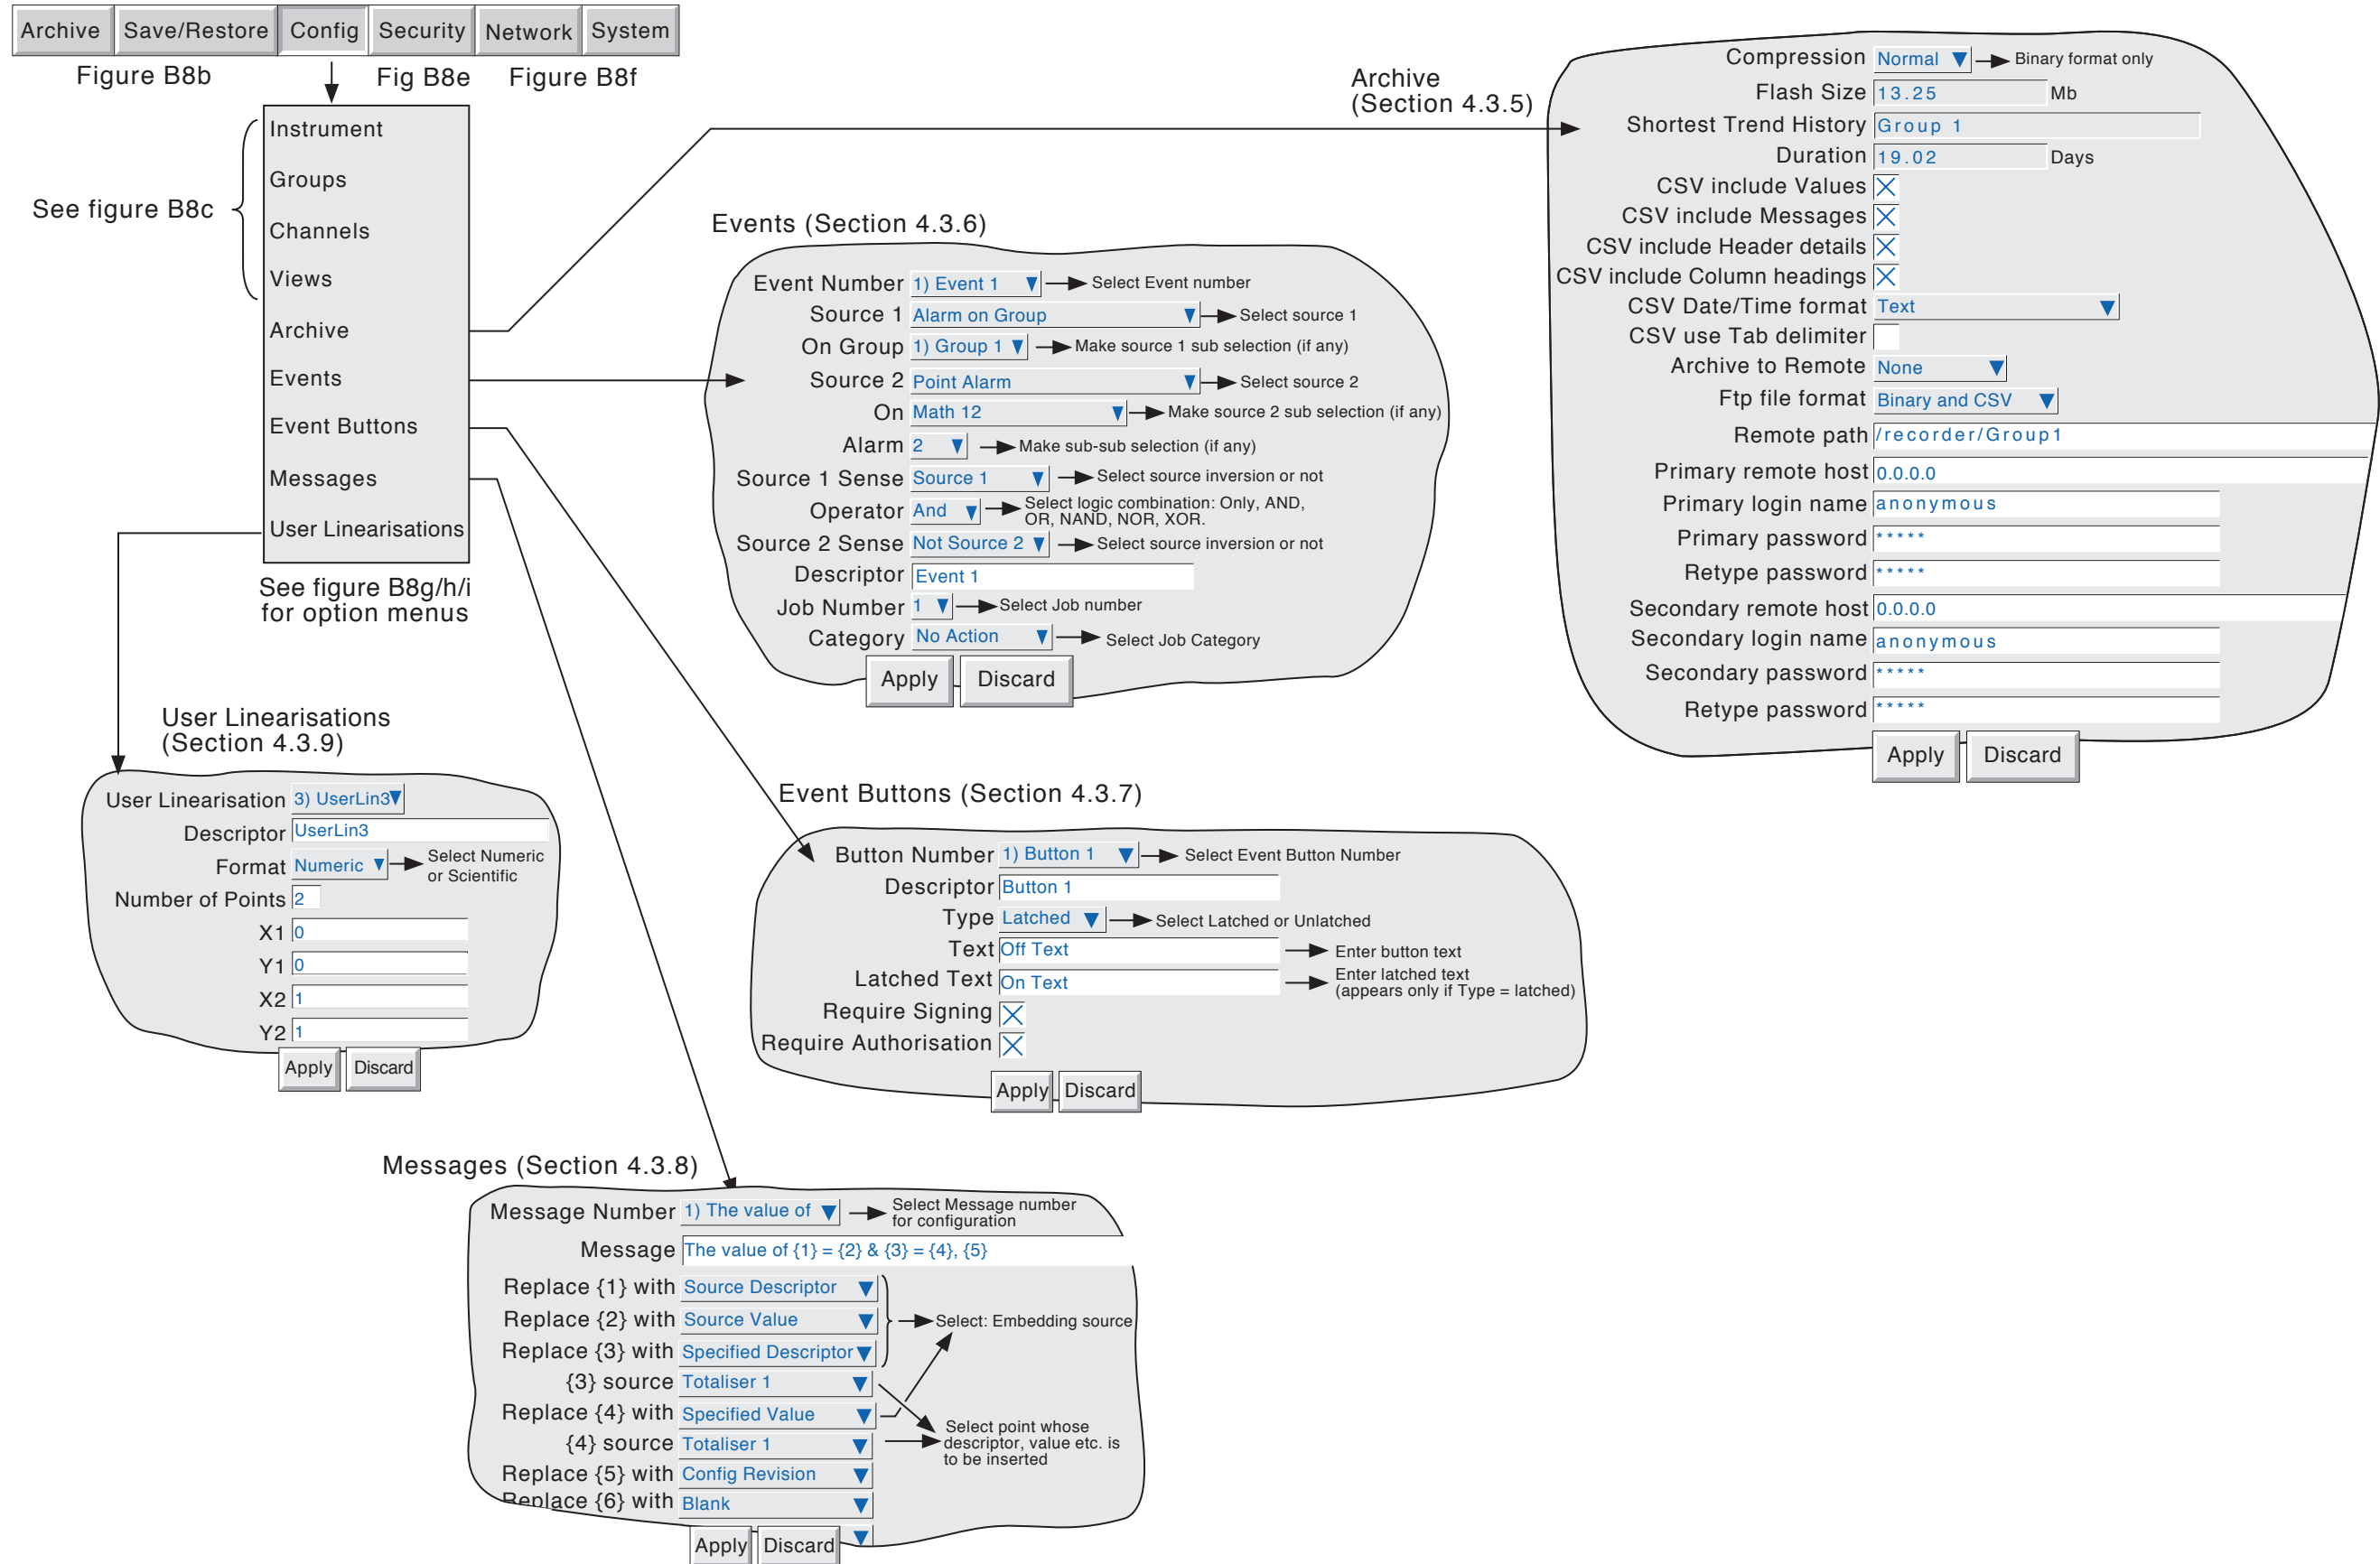 Archive Save/Restore Config Security Network System
Figure B8b Fig B8e Figure B8f
See figure B8c
Instrument
Groups
Channels
Views
Archive
Events
Event Buttons
Messages
User Linearisations
See figure B8g/h/i
for option menus
Archive
(Section 4.3.5)
Compression Normal Binary format only
Flash Size 13.25 Mb
Shortest Trend History Group 1
Duration 19.02 Days
CSV include Values
CSV include Messages
CSV include Header details
CSV include Column headings
CSV Date/Time format Text
CSV use Tab delimiter
Archive to Remote None
Ftp file format Binary and CSV
Remote path /recorder/Group1
Primary remote host 0.0.0.0
Primary login name anonymous
Primary password *****
Retype password *****
Secondary remote host 0.0.0.0
Secondary login name anonymous
Secondary password *****
Retype password *****
Apply Discard
Events (Section 4.3.6)
Event Number 1) Event 1 Select Event number
Source 1 Alarm on Group Select source 1
On Group 1) Group 1 Make source 1 sub selection (if any)
Source 2 Point Alarm Select source 2
On Math 12 Make source 2 sub selection (if any)
Alarm 2 Make sub-sub selection (if any)
Source 1 Sense Source 1 Select source inversion or not
Operator And Select logic combination: Only, AND,
OR, NAND, NOR, XOR.
Source 2 Sense Not Source 2 Select source inversion or not
Descriptor Event 1
Job Number 1 Select Job number
Category No Action Select Job Category
Apply Discard
User Linearisations
(Section 4.3.9)
User Linearisation 3) UserLin3
Descriptor UserLin3
Format Numeric Select Numeric
or Scientific
Number of Points 2
X1 0
Y1 0
X2 1
Y2 1
Apply Discard
Event Buttons (Section 4.3.7)
Button Number 1) Button 1 Select Event Button Number
Descriptor Button 1
Type Latched Select Latched or Unlatched
Text Off Text Enter button text
Latched Text On Text Enter latched text
(appears only if Type = latched)
Require Signing
Require Authorisation
Apply Discard
Messages (Section 4.3.8)
Message Number 1) The value of Select Message number
for configuration
Message The value of {1} = {2} & {3} = {4}, {5}
Replace {1} with Source Descriptor
Replace {2} with Source Value Select: Embedding source
Replace {3} with Specified Descriptor
{3} source Totaliser 1
Replace {4} with Specified Value
{4} source Totaliser 1
Select point whose
descriptor, value etc. is
to be inserted
Replace {5} with Config Revision
Replace {6} with Blank
Apply Discard